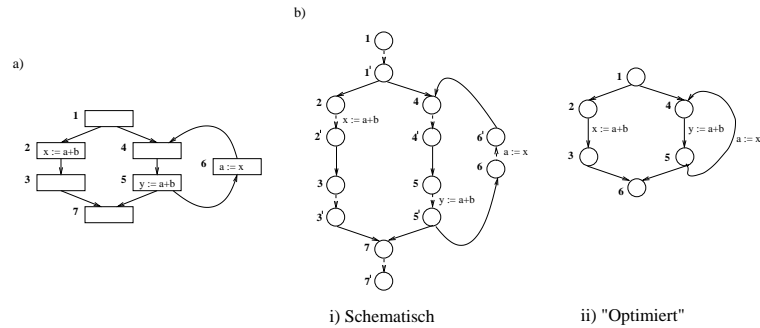 b)
a)
1
1'
2
4
x := a+b
2'
4'
6'
a := x
6
3
5
y := a+b
3'
5'
7
7'
1
2 x := a+b
4
6 a := x
3
5 y := a+b
7
1
2
4
x := a+b
y := a+b
a := x
3
5
6
i) Schematisch
ii) "Optimiert"